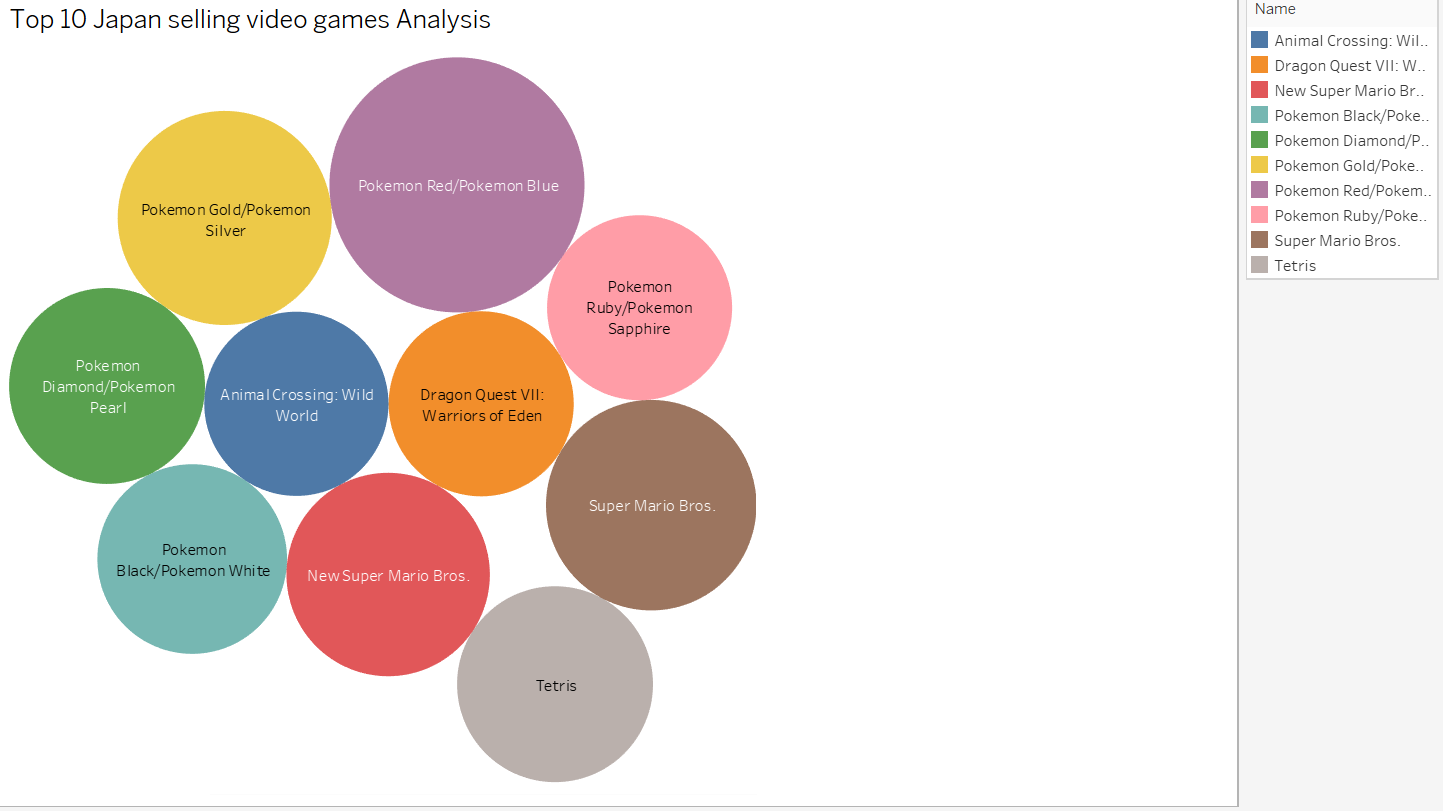 Top 10 Japan selling video games Analysis
Pokemon Red/Pokemon Blue
Pokemon Gold/Pokemon
Silver
Pokemon
Ruby/Pokemon
Sapphire
Pokemon
Diamond/Pokemon
Pearl
Animal Crossing: Wild
World
Dragon Quest VII:
Warriors of Eden
Super Mario Bros.
Pokemon
Black/Pokemon White
New Super Mario Bros.
Tetris
Name
Animal Crossing: Wil..
Dragon Quest VII: W..
New Super Mario Br..
Pokemon Black/Poke..
Pokemon Diamond/P..
Pokemon Gold/Poke..
Pokemon Red/Pokem..
Pokemon Ruby/Poke..
Super Mario Bros.
Tetris